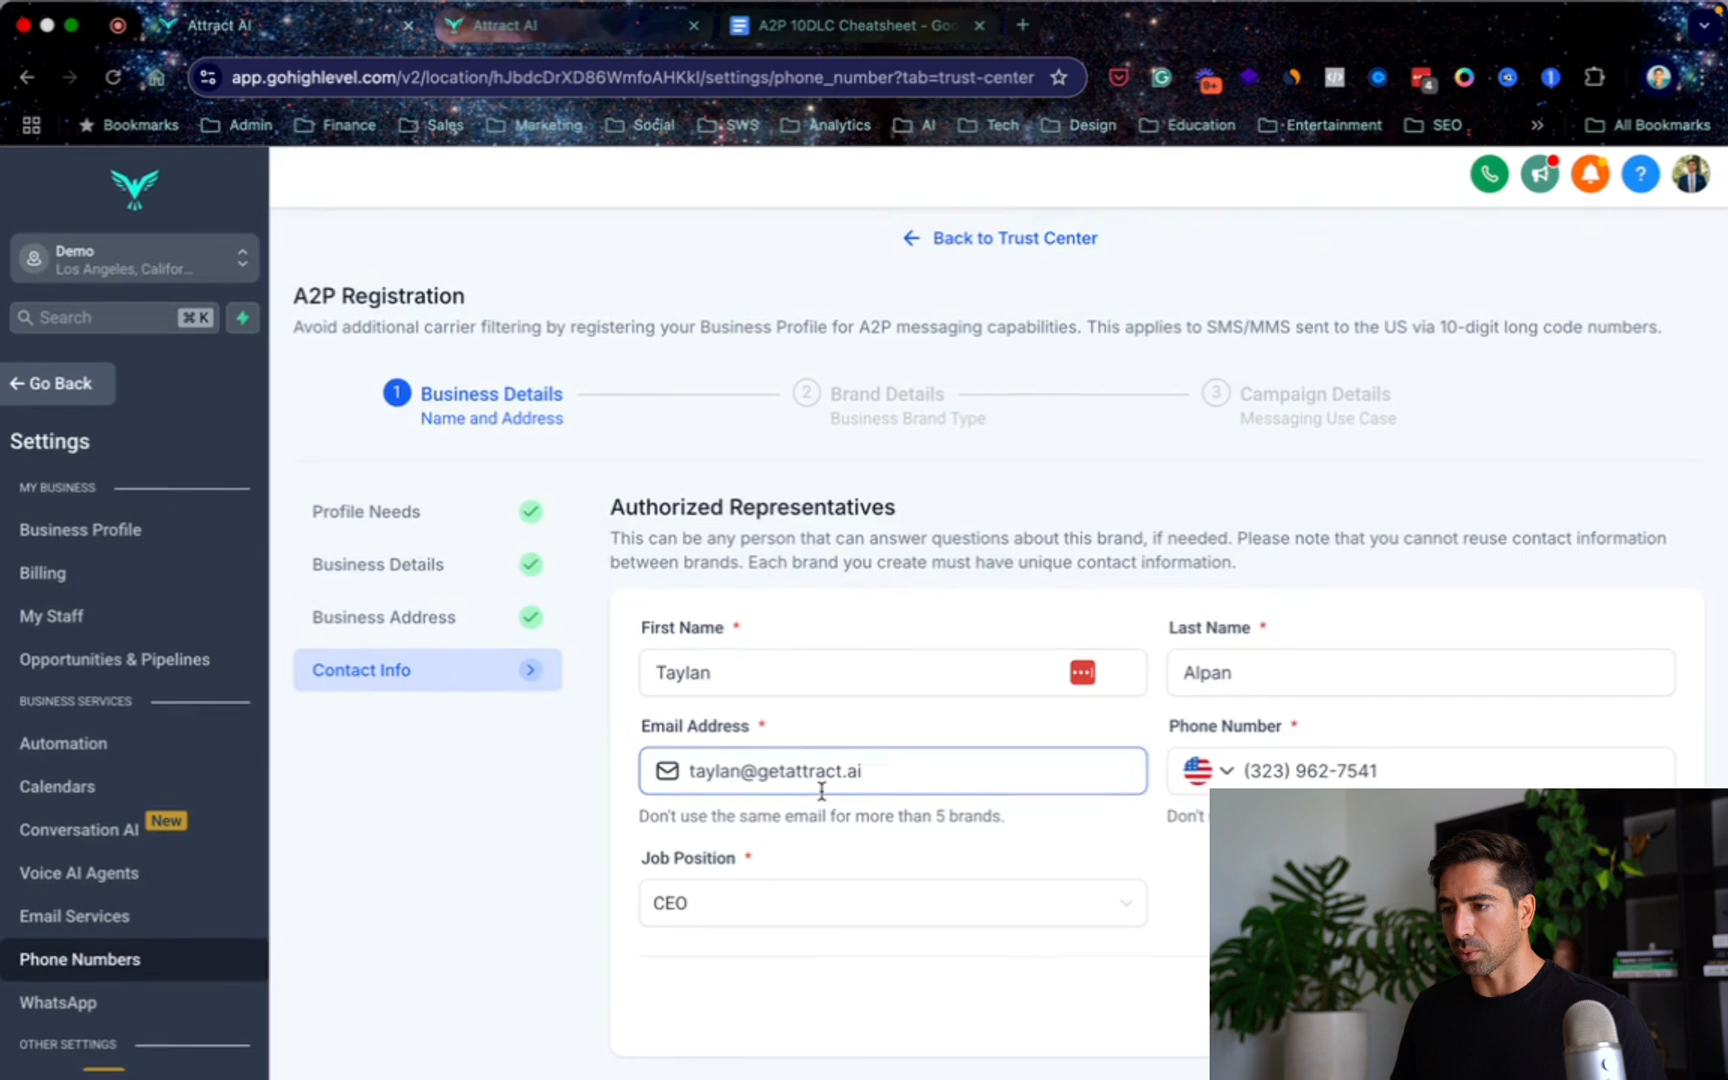 Attract AI
Attract AI
A2P 10DLC Cheatsheet - Goo
app.gohighlevel.com/v2/location/hJbdcDrXD86WmfoAHKkI/settings/phone_number?tab=trust-center
9+
4
Bookmarks
Admin
Finance
Sales
Marketing
Social
SWS
Analytics
AI
Tech
Design
Education
Entertainment
SEO
All Bookmarks
Demo
Los Angeles, Califor...
Search
⌘ K
Go Back
Settings
MY BUSINESS
Business Profile
Billing
My Staff
Opportunities & Pipelines
BUSINESS SERVICES
Automation
Calendars
Conversation AI
New
Voice AI Agents
Email Services
Phone Numbers
WhatsApp
OTHER SETTINGS
?
Back to Trust Center
A2P Registration
Avoid additional carrier filtering by registering your Business Profile for A2P messaging capabilities. This applies to SMS/MMS sent to the US via 10-digit long code numbers.
1
Business Details
Name and Address
2
Brand Details
Business Brand Type
3
Campaign Details
Messaging Use Case
Profile Needs
Business Details
Business Address
Contact Info
Authorized Representatives
This can be any person that can answer questions about this brand, if needed. Please note that you cannot reuse contact information
between brands. Each brand you create must have unique contact information.
First Name *
Taylan
Last Name *
Alpan
Email Address *
taylan@getattract.ai
Don't use the same email for more than 5 brands.
Phone Number *
(323) 962-7541
Don't
Job Position *
CEO